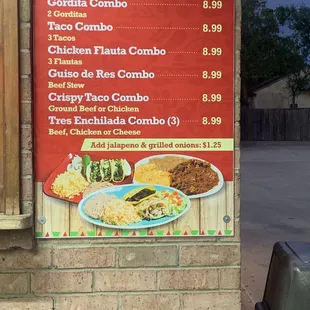 Gordita Combo 8.99
2 Gorditas
Taco Combo 8.99
3 Tacos
Chicken Flauta Combo 8.99
3 Flautas
Guiso de Res Combo 8.99
Beef Stew
Crispy Taco Combo 8.99
Ground Beef or Chicken
Tres Enchilada Combo (3) 8.99
Beef, Chicken or Cheese
Add jalapeno & grilled onions: $1.25